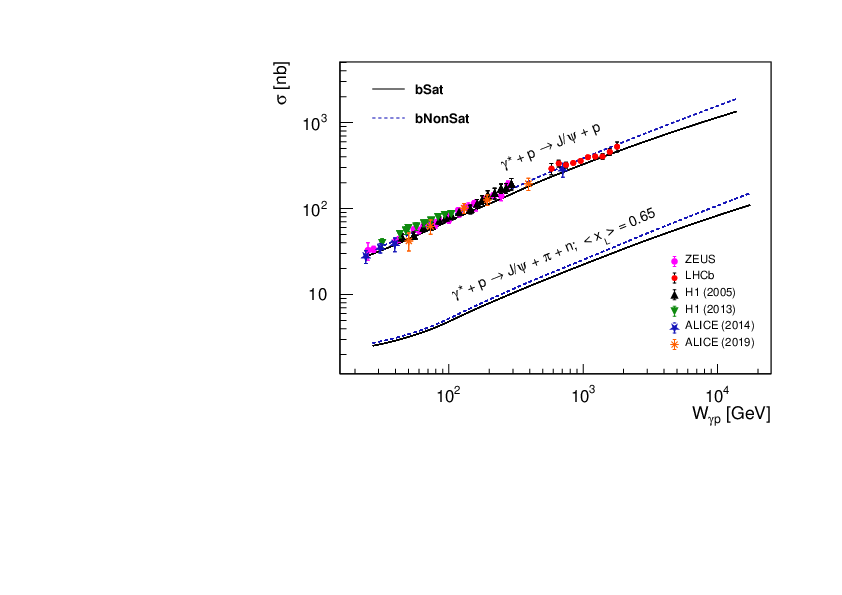 σ [nb]
bSat
bNonSat
10³
10²
10
γ* + p → J/ψ + p
γ* + p → J/ψ + π + n; <x_L> = 0.65
ZEUS
LHCb
H1 (2005)
H1 (2013)
ALICE (2014)
ALICE (2019)
10² 10³ 10⁴
W_γp [GeV]